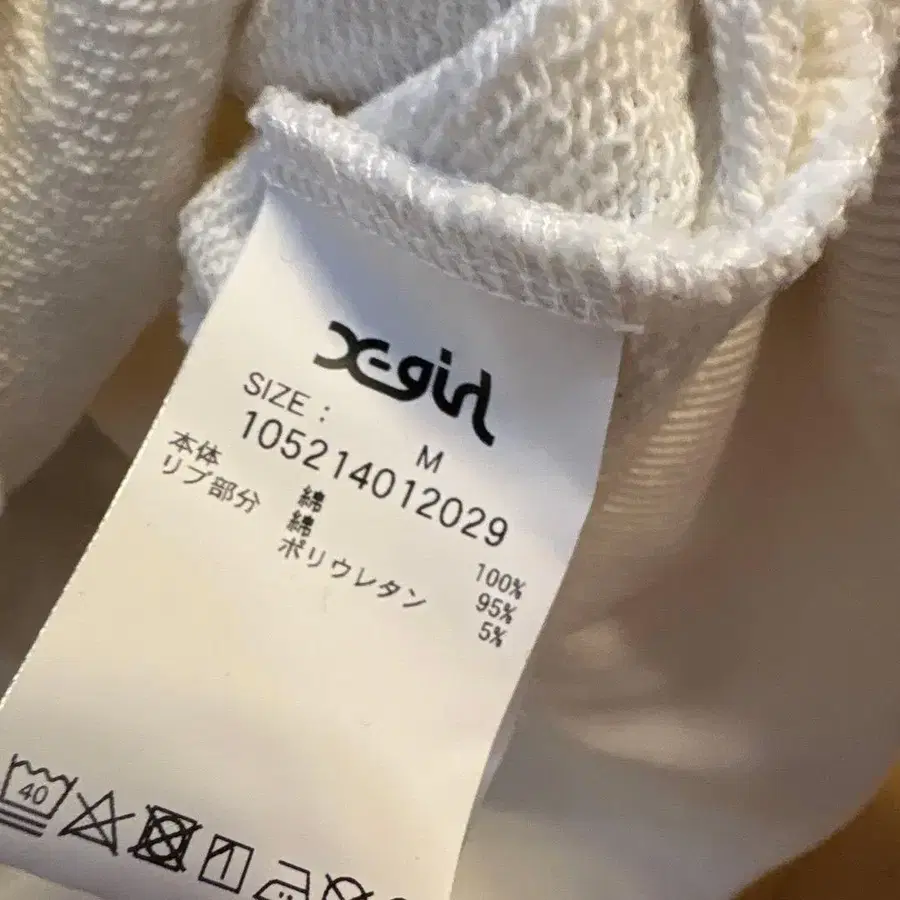 X-girl
SIZE : M
105214012029
本体 綿 100%
リブ部分 綿 95%
ポリウレタン 5%
40